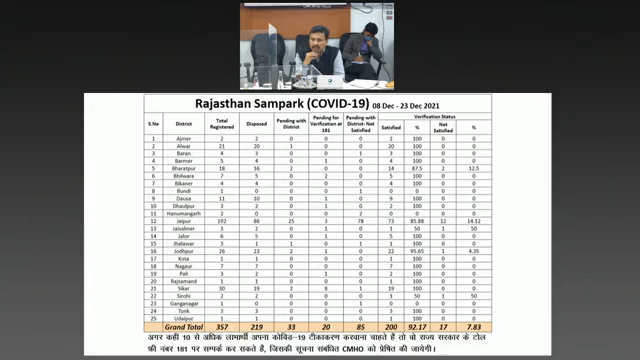 Rajasthan Sampark (COVID-19) 08 Dec - 23 Dec 2021
S.No District Total Registered Disposed Pending with District Pending for Verification at 181 Pending with District- Not Satisfied Verification Status
Satisfied % Not Satisfied %
1 Ajmer 2 2 0 0 0 2 100 0 0
2 Alwar 21 20 1 0 0 20 100 0 0
3 Baran 4 3 0 0 1 3 100 0 0
4 Barmer 5 4 0 1 0 4 100 0 0
5 Bharatpur 18 16 2 0 0 14 87.5 2 12.5
6 Bhilwara 7 5 0 2 0 5 100 0 0
7 Bikaner 4 4 0 0 0 4 100 0 0
8 Bundi 1 0 0 0 1 0 0 0 0
9 Dausa 11 10 0 1 0 9 100 0 0
10 Dhaulpur 3 2 0 1 0 2 100 0 0
11 Hanumangarh 2 0 0 0 2 0 0 0 0
12 Jaipur 192 86 25 3 78 73 85.88 12 14.12
13 Jaisalmer 3 2 0 1 0 1 50 1 50
14 Jalor 6 5 0 1 0 5 100 0 0
15 Jhalawar 3 1 1 0 1 1 100 0 0
16 Jodhpur 26 23 2 1 0 22 95.65 1 4.35
17 Kota 1 1 0 0 0 1 100 0 0
18 Nagaur 7 7 0 0 0 7 100 0 0
19 Pali 3 2 0 1 0 2 100 0 0
20 Rajsamand 1 1 0 0 0 1 100 0 0
21 Sikar 30 19 2 8 1 19 100 0 0
22 Sirohi 2 2 0 0 0 1 50 1 50
23 Ganganagar 1 0 0 0 1 0 0 0 0
24 Tonk 3 3 0 0 0 3 100 0 0
25 Udaipur 1 1 0 0 0 1 100 0 0
Grand Total 357 219 33 20 85 200 92.17 17 7.83
अगर कहीं 10 से अधिक लाभार्थी अपना कोविड-19 टीकाकरण करवाना चाहते हैं तो वो राज्य सरकार के टोल
फ्री नंबर 181 पर सम्पर्क कर सकते हैं, जिसकी सूचना संबंधित CMHO को प्रेषित की जायेगी।